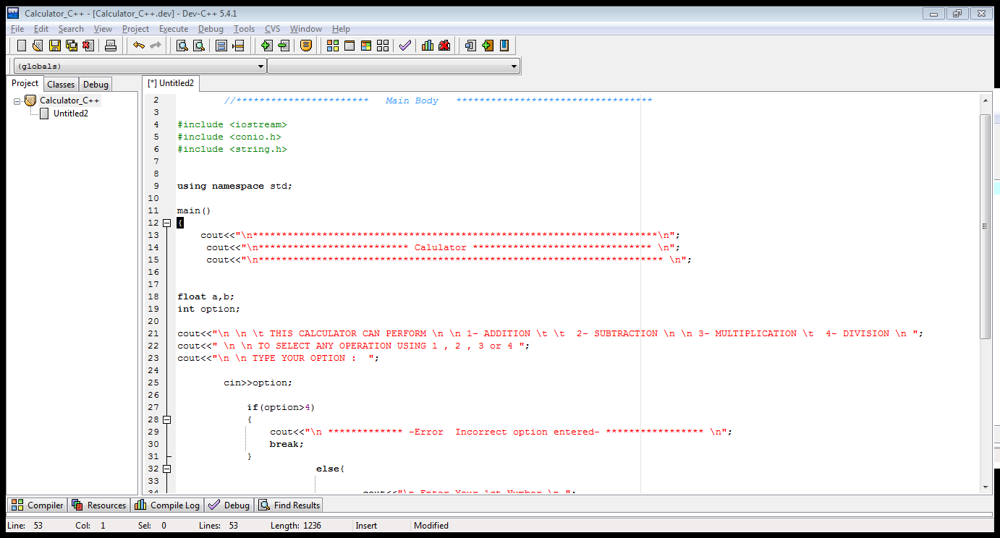 Calculator_C++ - [Calculator_C++.dev] - Dev-C++ 5.4.1
File Edit Search View Project Execute Debug Tools CVS Window Help
(globals)
Project Classes Debug
[*] Untitled2
Calculator_C++
Untitled2
2 //*********************** Main Body **********************************
3
4 #include <iostream>
5 #include <conio.h>
6 #include <string.h>
7
8
9 using namespace std;
10
11 main()
12 {
13 cout<<"\n**********************************************************************\n";
14 cout<<"\n************************** Calulator ******************************* \n";
15 cout<<"\n********************************************************************** \n";
16
17
18 float a,b;
19 int option;
20
21 cout<<"\n \n \t THIS CALCULATOR CAN PERFORM \n \n 1- ADDITION \t \t  2- SUBTRACTION \n \n 3- MULTIPLICATION \t  4- DIVISION \n ";
22 cout<<" \n \n TO SELECT ANY OPERATION USING 1 , 2 , 3 or 4 ";
23 cout<<"\n \n TYPE YOUR OPTION :  ";
24
25 cin>>option;
26
27 if(option>4)
28 {
29 cout<<"\n ************* -Error  Incorrect option entered- ***************** \n";
30 break;
31 }
32 else{
33
34 cout<<"\n Enter Your 1st Number \n ";
Compiler Resources Compile Log Debug Find Results
Line: 53 Col: 1 Sel: 0 Lines: 53 Length: 1236 Insert Modified